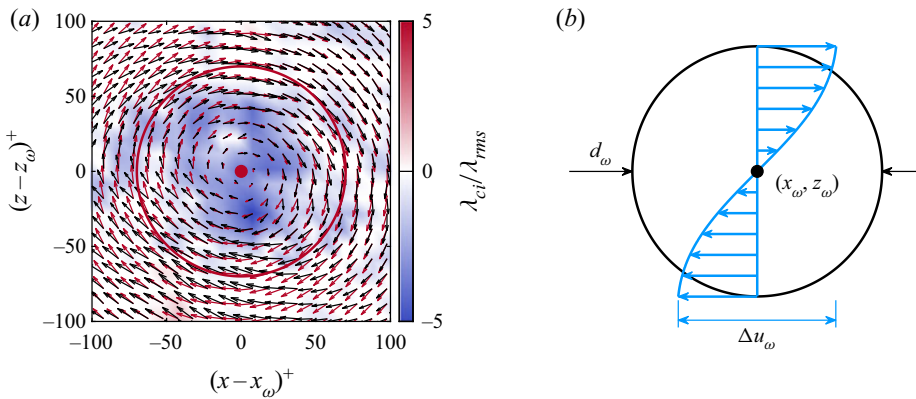 (a)
(b)
100
50
0
–50
–100
(z – z_ω)^+
–100
–50
0
50
100
(x – x_ω)^+
5
0
–5
λ_ci/λ_rms
d_ω
(x_ω, z_ω)
Δu_ω